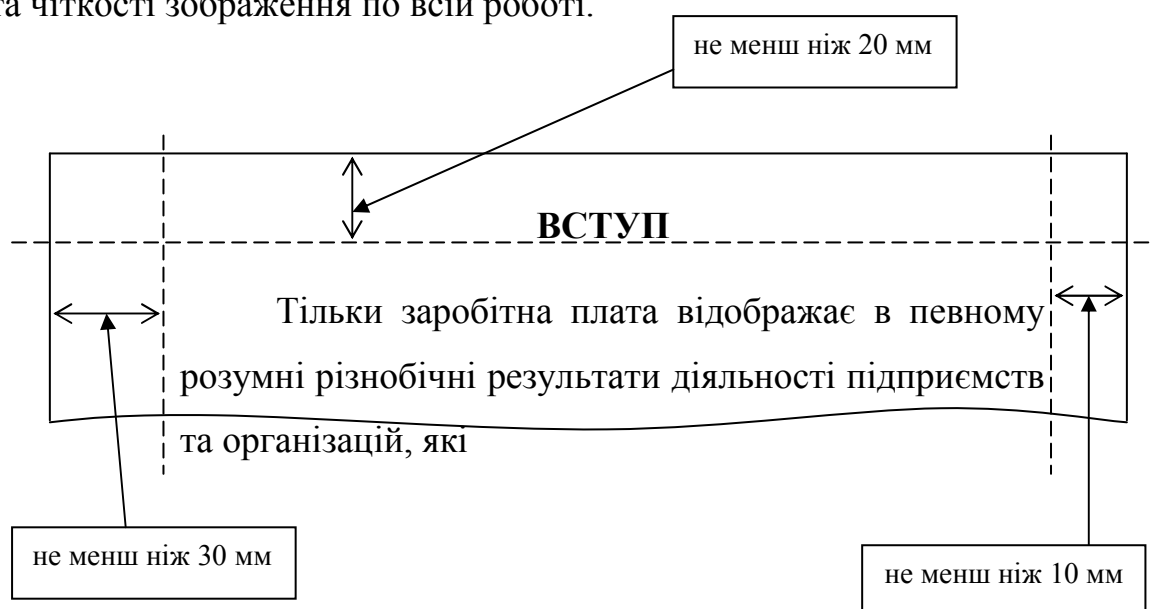 та чіткості зображення по всій роботі.
не менш ніж 20 мм
ВСТУП
Тільки заробітна плата відображає в певному
розумні різнобічні результати діяльності підприємств
та організацій, які
не менш ніж 30 мм
не менш ніж 10 мм